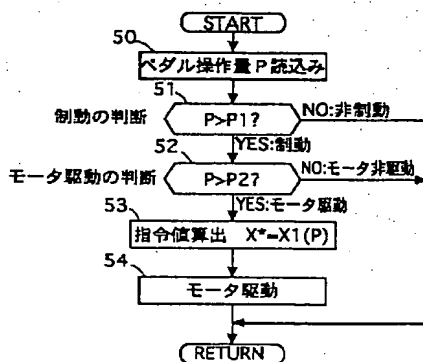 START
50
ペダル操作量P読込み
51
制動の判断
P>P1?
NO:非制動
YES:制動
52
モータ駆動の判断
P>P2?
NO:モータ非駆動
YES:モータ駆動
53
指令値算出 X*=X1(P)
54
モータ駆動
RETURN